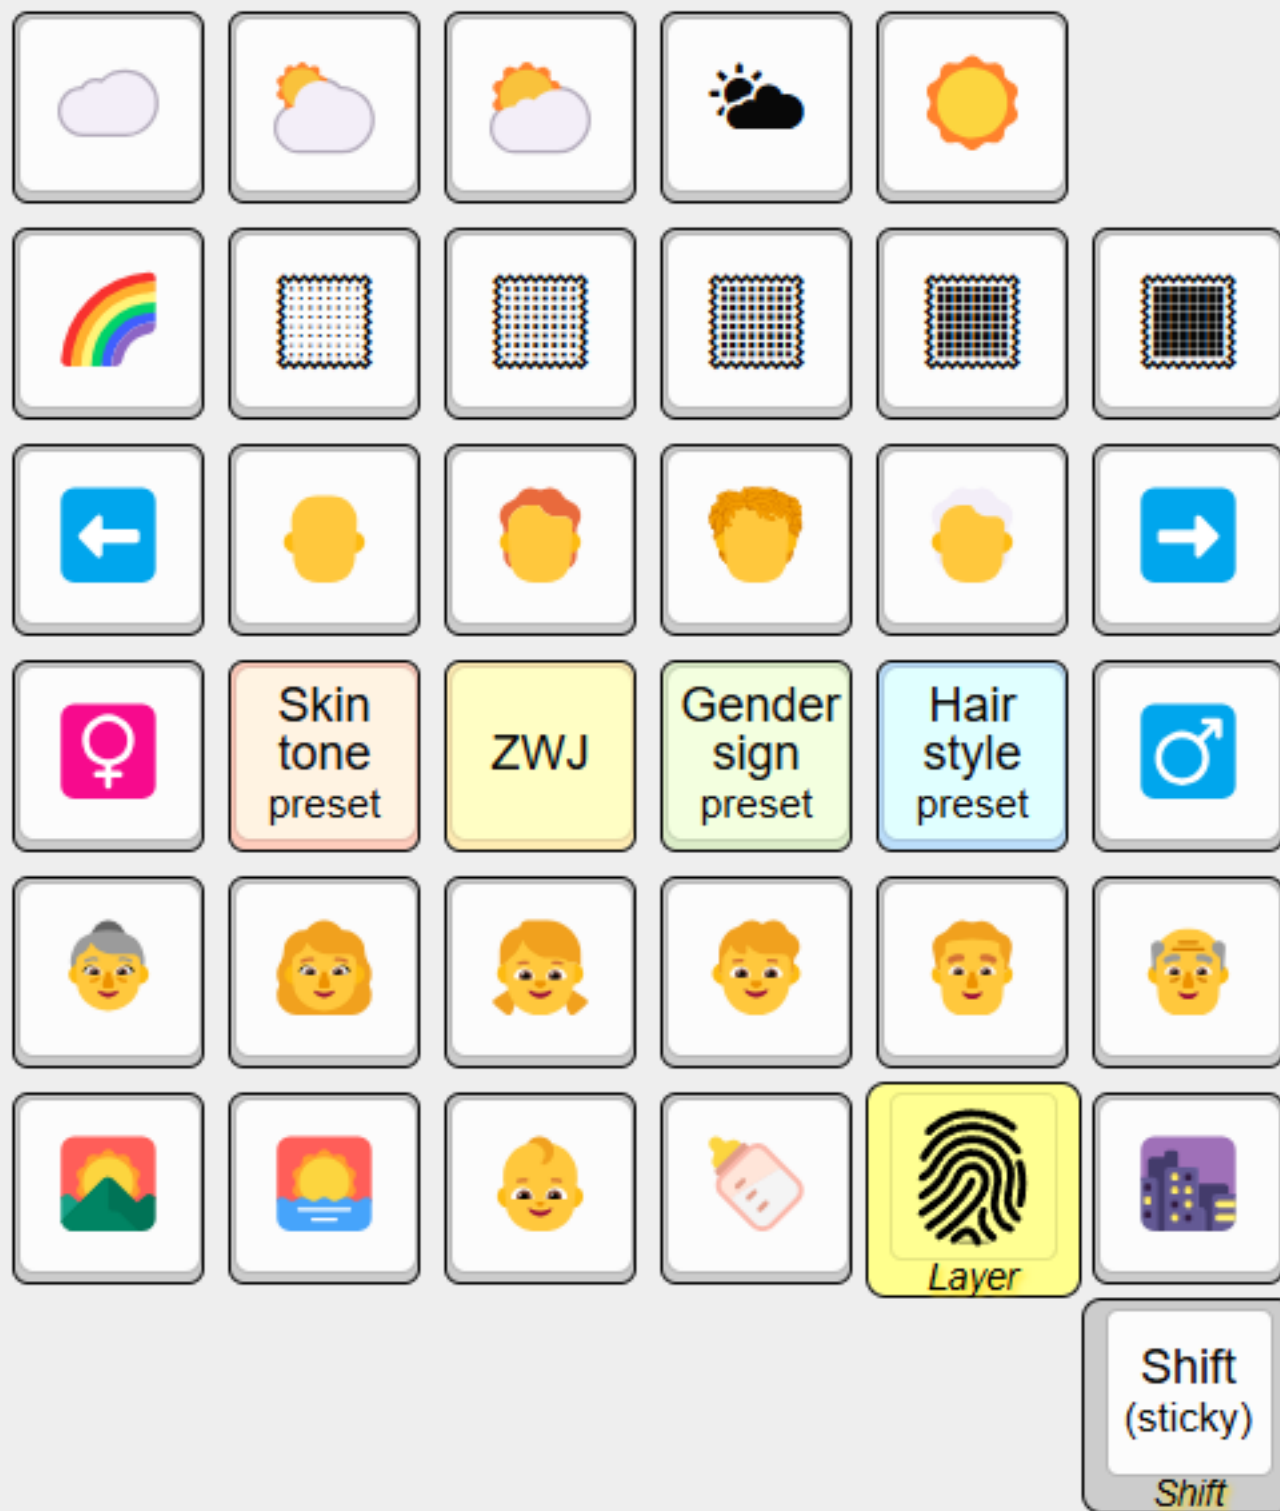 Skin
tone
preset
ZWJ
Gender
sign
preset
Hair
style
preset
Layer
Shift
(sticky)
Shift